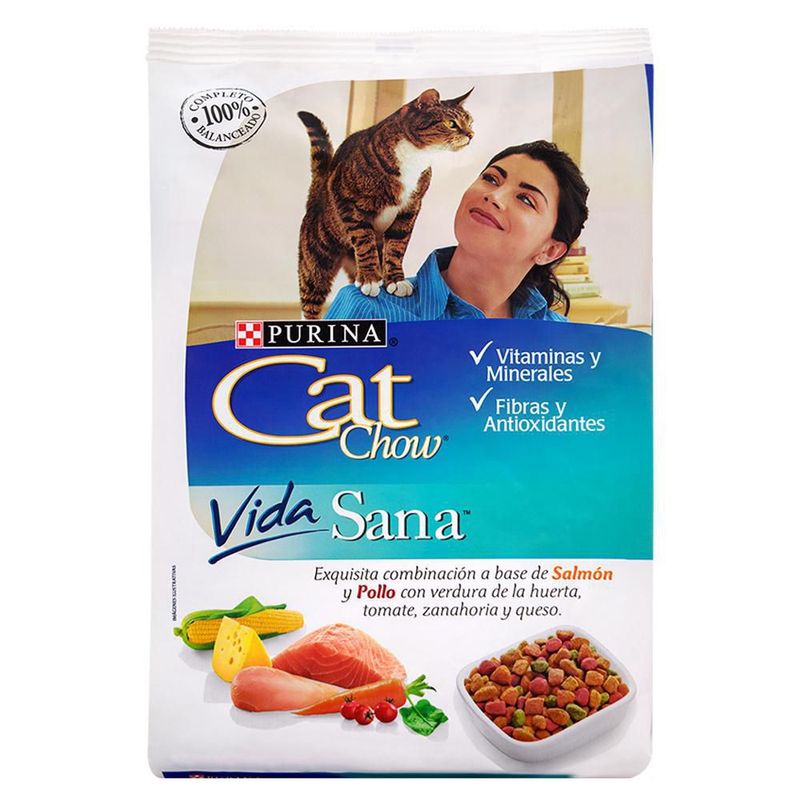 COMPLETO
100%
BALANCEADO
PURINA®
Cat
Chow®
✓ Vitaminas y
Minerales
✓ Fibras y
Antioxidantes
Vida Sana™
Exquisita combinación a base de Salmón
y Pollo con verdura de la huerta,
tomate, zanahoria y queso.
IMÁGENES ILUSTRATIVAS